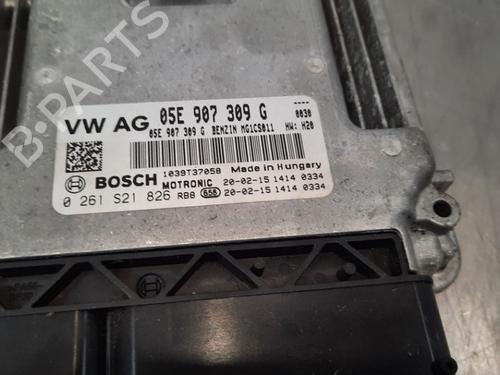 VW AG 05E 907 309 G 0030
05E 907 309 G BENZIN MG1CS011 HW: H20
1039T37058 Made in Hungary
BOSCH MOTRONIC 20-02-15 1414 0334
0 261 S21 826 RB8 658 20-02-15 1414 0334